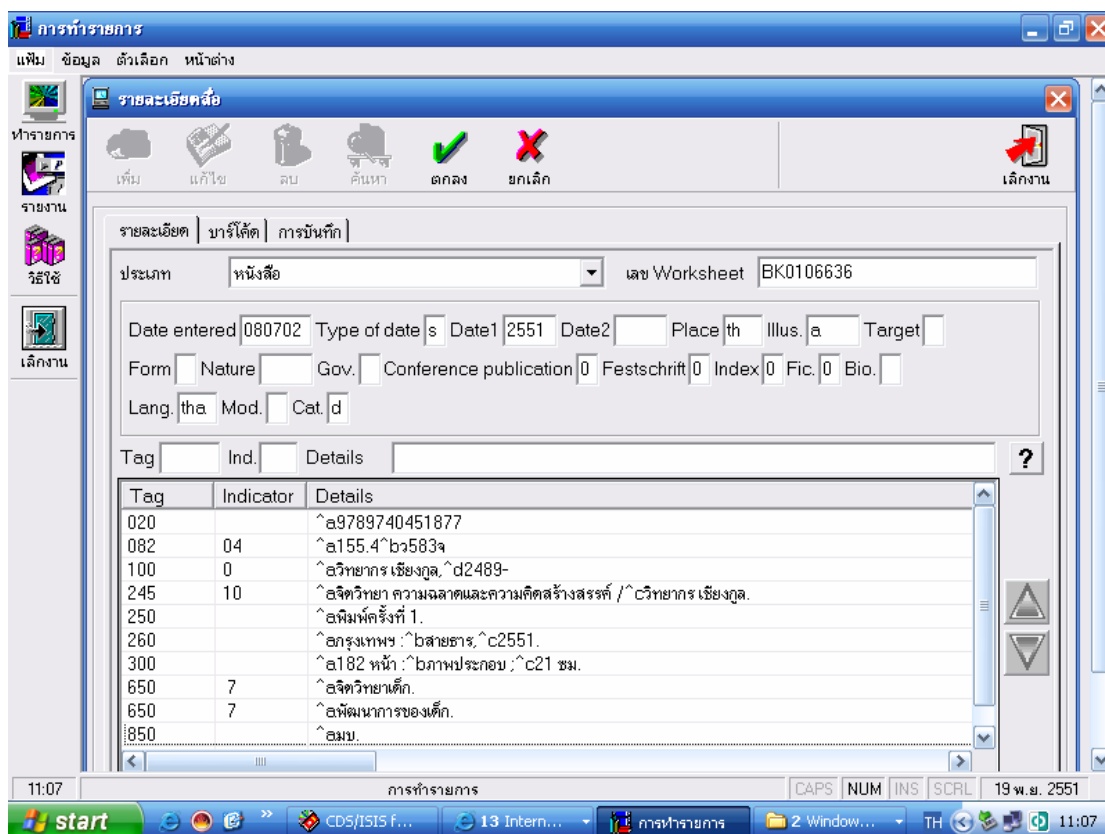 การทำรายการ
แฟ้ม ข้อมูล ตัวเลือก หน้าต่าง
ทำรายการ
รายงาน
วิธีใช้
เลิกงาน
รายละเอียดสื่อ
เพิ่ม แก้ไข ลบ ค้นหา ตกลง ยกเลิก เลิกงาน
รายละเอียด บาร์โค้ด การบันทึก
ประเภท หนังสือ เลข Worksheet BK0106636
Date entered 080702 Type of date s Date1 2551 Date2 Place th Illus. a Target
Form Nature Gov. Conference publication 0 Festschrift 0 Index 0 Fic. 0 Bio.
Lang. tha Mod. Cat. d
Tag Ind. Details ?
Tag Indicator Details
020 ^a9789740451877
082 04 ^a155.4^bว583จ
100 0 ^aวิทยากร เชียงกูล,^d2489-
245 10 ^aจิตวิทยา ความฉลาดและความคิดสร้างสรรค์ /^cวิทยากร เชียงกูล.
250 ^aพิมพ์ครั้งที่ 1.
260 ^aกรุงเทพฯ :^bสายธาร,^c2551.
300 ^a182 หน้า :^bภาพประกอบ ;^c21 ซม.
650 7 ^aจิตวิทยาเด็ก.
650 7 ^aพัฒนาการของเด็ก.
850 ^aมบ.
11:07 การทำรายการ CAPS NUM INS SCRL 19 พ.ย. 2551
start » CDS/ISIS f... 13 Intern... การทำรายการ 2 Window... TH 11:07